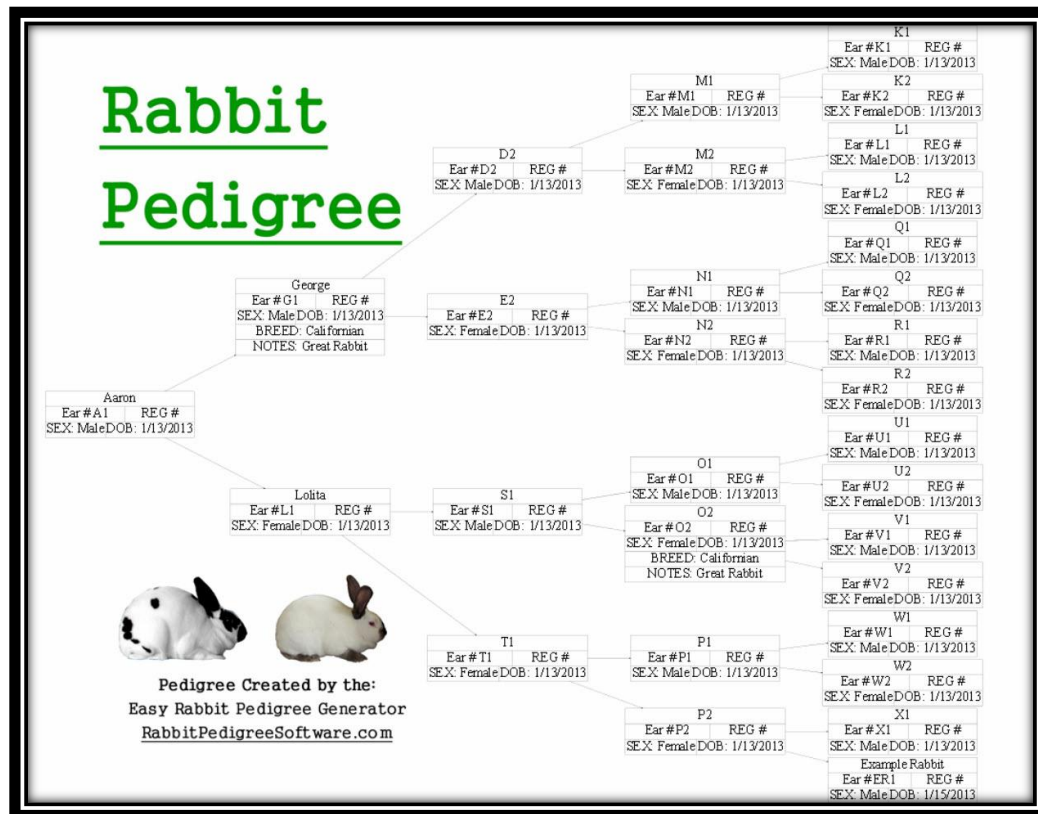 Rabbit
Pedigree
Aaron
Ear #A1 REG #
SEX: Male DOB: 1/13/2013
George
Ear #G1 REG #
SEX: Male DOB: 1/13/2013
BREED: Californian
NOTES: Great Rabbit
Lolita
Ear #L1 REG #
SEX: Female DOB: 1/13/2013
D2
Ear #D2 REG #
SEX: Male DOB: 1/13/2013
E2
Ear #E2 REG #
SEX: Female DOB: 1/13/2013
S1
Ear #S1 REG #
SEX: Male DOB: 1/13/2013
T1
Ear #T1 REG #
SEX: Female DOB: 1/13/2013
M1
Ear #M1 REG #
SEX: Male DOB: 1/13/2013
M2
Ear #M2 REG #
SEX: Female DOB: 1/13/2013
N1
Ear #N1 REG #
SEX: Male DOB: 1/13/2013
N2
Ear #N2 REG #
SEX: Female DOB: 1/13/2013
O1
Ear #O1 REG #
SEX: Male DOB: 1/13/2013
O2
Ear #O2 REG #
SEX: Female DOB: 1/13/2013
BREED: Californian
NOTES: Great Rabbit
P1
Ear #P1 REG #
SEX: Male DOB: 1/13/2013
P2
Ear #P2 REG #
SEX: Female DOB: 1/13/2013
K1
Ear #K1 REG #
SEX: Male DOB: 1/13/2013
K2
Ear #K2 REG #
SEX: Female DOB: 1/13/2013
L1
Ear #L1 REG #
SEX: Male DOB: 1/13/2013
L2
Ear #L2 REG #
SEX: Female DOB: 1/13/2013
Q1
Ear #Q1 REG #
SEX: Male DOB: 1/13/2013
Q2
Ear #Q2 REG #
SEX: Female DOB: 1/13/2013
R1
Ear #R1 REG #
SEX: Male DOB: 1/13/2013
R2
Ear #R2 REG #
SEX: Female DOB: 1/13/2013
U1
Ear #U1 REG #
SEX: Male DOB: 1/13/2013
U2
Ear #U2 REG #
SEX: Female DOB: 1/13/2013
V1
Ear #V1 REG #
SEX: Male DOB: 1/13/2013
V2
Ear #V2 REG #
SEX: Female DOB: 1/13/2013
W1
Ear #W1 REG #
SEX: Male DOB: 1/13/2013
W2
Ear #W2 REG #
SEX: Female DOB: 1/13/2013
X1
Ear #X1 REG #
SEX: Male DOB: 1/13/2013
Example Rabbit
Ear #ER1 REG #
SEX: Male DOB: 1/15/2013
Pedigree Created by the:
Easy Rabbit Pedigree Generator
RabbitPedigreeSoftware.com